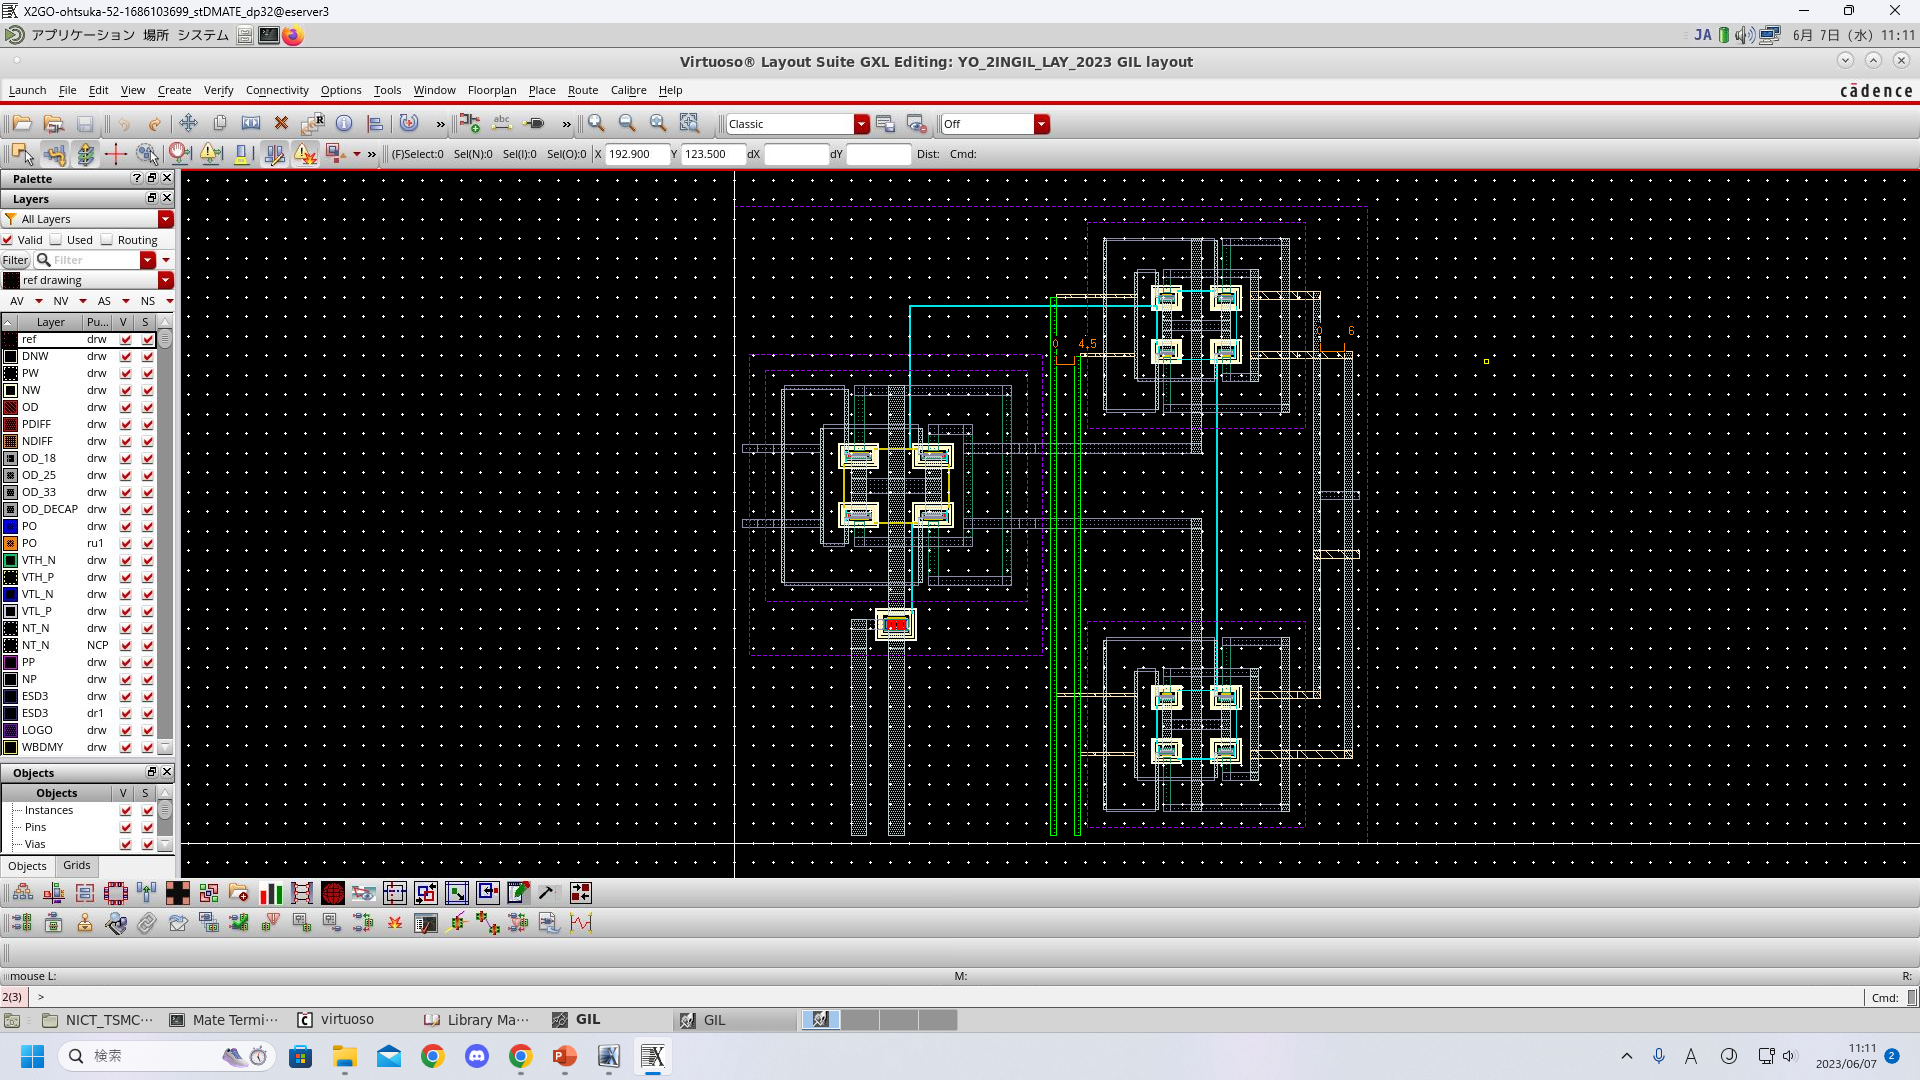 X2GO-ohtsuka-52-1686103699_stDMATE_dp32@eserver3
アプリケーション 場所 システム
JA
6月 7日 (水) 11:11
Virtuoso® Layout Suite GXL Editing: YO_2INGIL_LAY_2023 GIL layout
Launch File Edit View Create Verify Connectivity Options Tools Window Floorplan Place Route Calibre Help
cādence
abc
»
»
Classic
Off
»
(F)Select:0 Sel(N):0 Sel(I):0 Sel(O):0 X 192.900 Y 123.500 dX dY Dist: Cmd:
Palette
Layers
All Layers
Valid Used Routing
Filter Filter
ref drawing
AV NV AS NS
Layer Pu... V S
ref drw
DNW drw
PW drw
NW drw
OD drw
PDIFF drw
NDIFF drw
OD_18 drw
OD_25 drw
OD_33 drw
OD_DECAP drw
PO drw
PO ru1
VTH_N drw
VTH_P drw
VTL_N drw
VTL_P drw
NT_N drw
NT_N NCP
PP drw
NP drw
ESD3 drw
ESD3 dr1
LOGO drw
WBDMY drw
0 4.5
0 6
Objects
Objects V S
Instances
Pins
Vias
Objects Grids
mouse L: M: R:
2(3) > Cmd:
NICT_TSMC⋯ Mate Termi⋯ virtuoso Library Ma⋯ GIL GIL
検索
A
11:11
2023/06/07
2